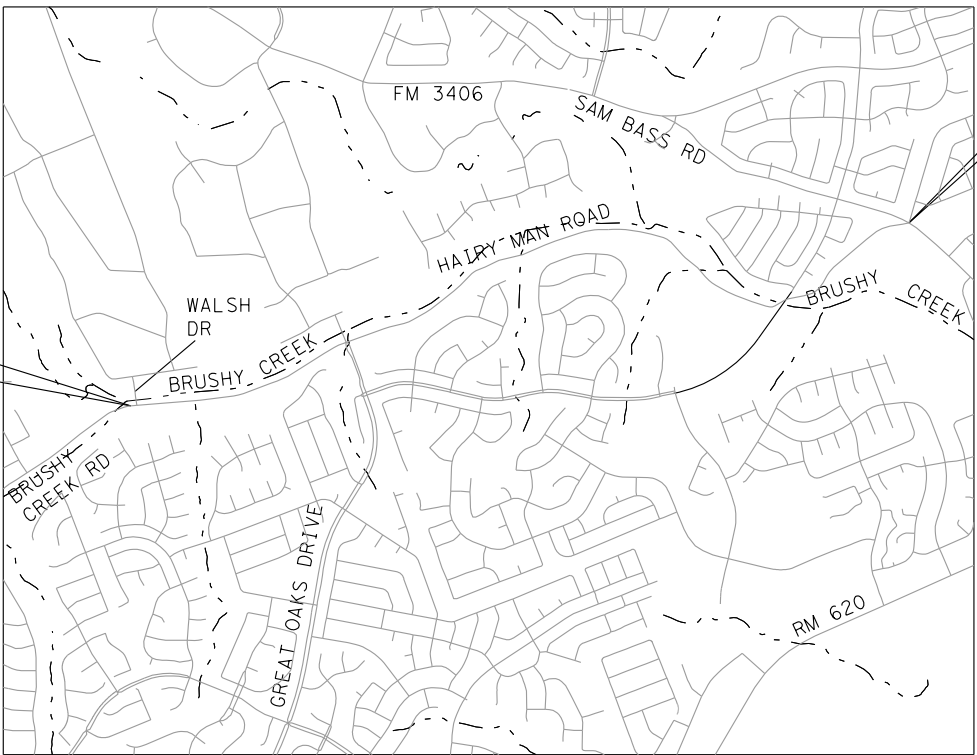 FM 3406
SAM BASS RD
HAIRY MAN ROAD
WALSH
DR
BRUSHY CREEK
BRUSHY
CREEK
BRUSHY
CREEK RD
GREAT OAKS DRIVE
RM 620